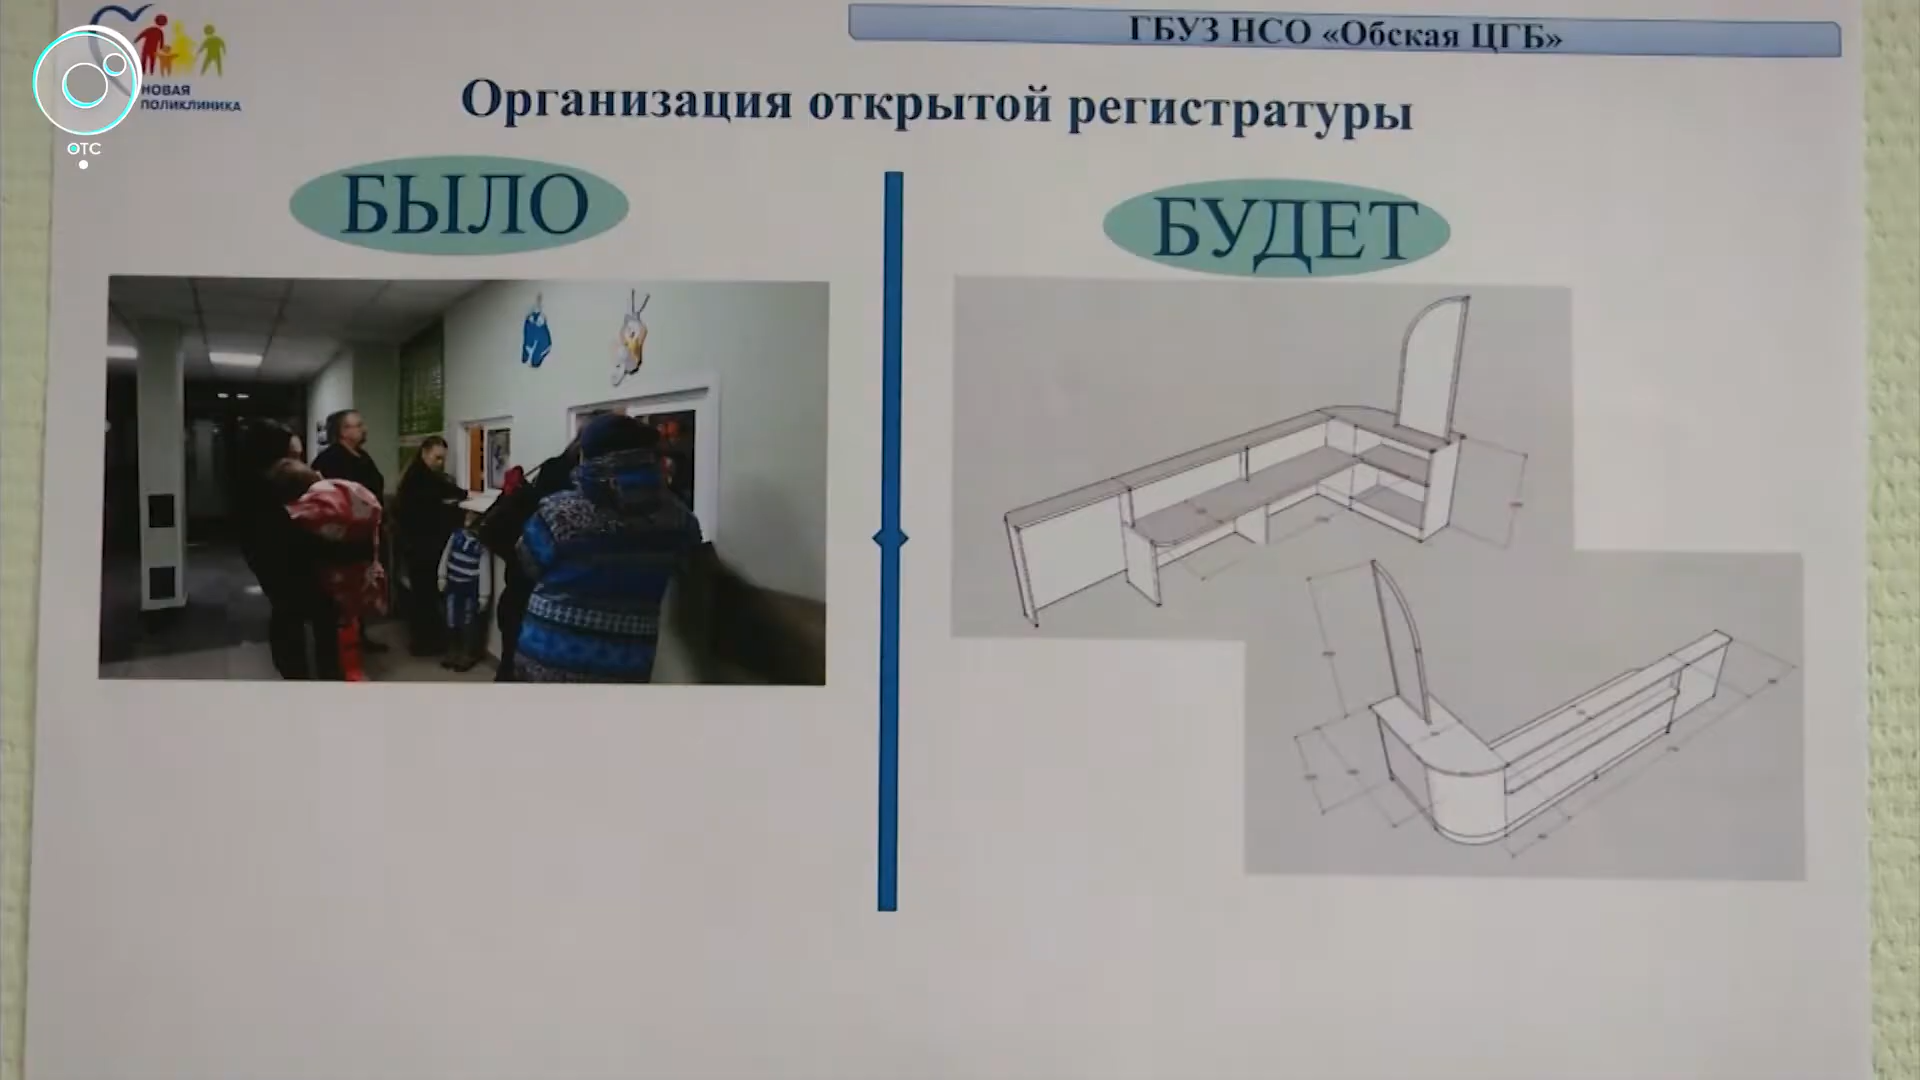 ОТС
НОВАЯ
ПОЛИКЛИНИКА
ГБУЗ НСО «Обская ЦГБ»
Организация открытой регистратуры
БЫЛО
БУДЕТ